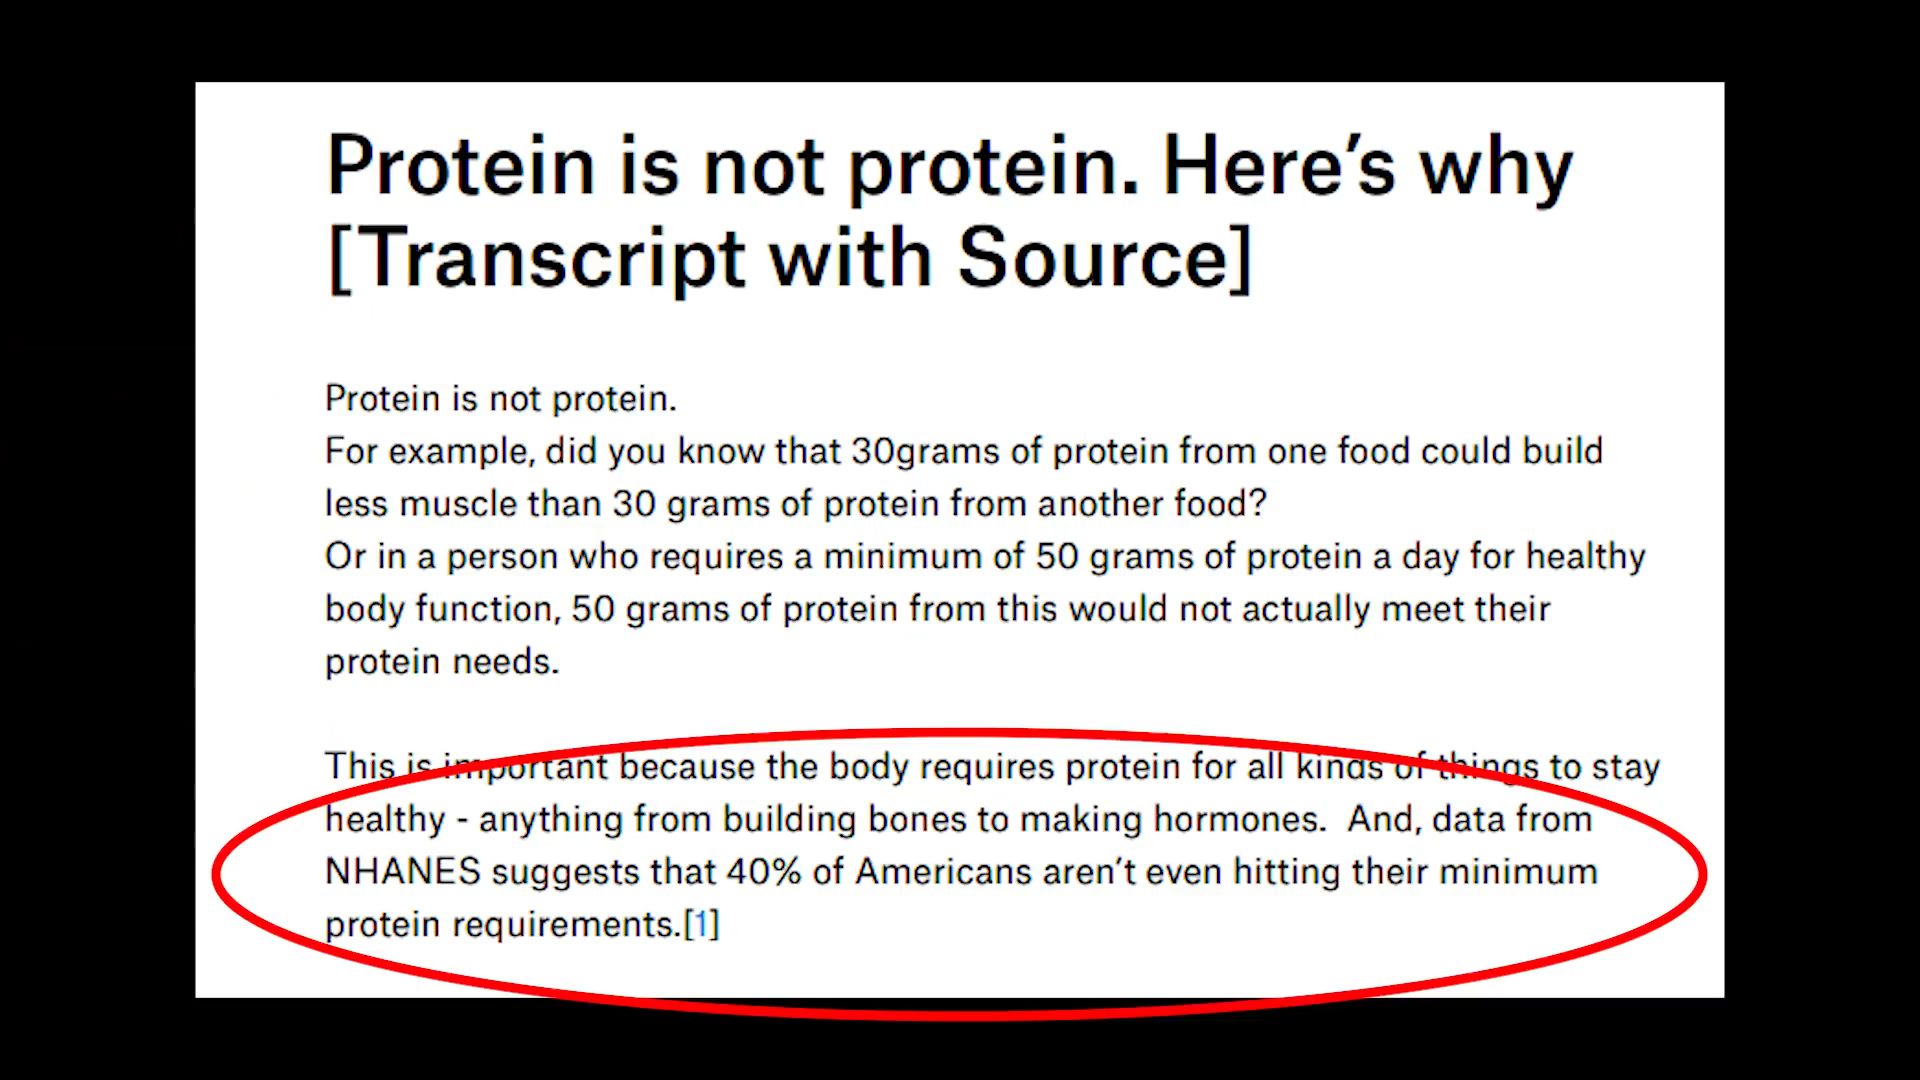 Protein is not protein. Here’s why
[Transcript with Source]
Protein is not protein.
For example, did you know that 30grams of protein from one food could build
less muscle than 30 grams of protein from another food?
Or in a person who requires a minimum of 50 grams of protein a day for healthy
body function, 50 grams of protein from this would not actually meet their
protein needs.
This is important because the body requires protein for all kinds of things to stay
healthy - anything from building bones to making hormones.  And, data from
NHANES suggests that 40% of Americans aren’t even hitting their minimum
protein requirements.[1]